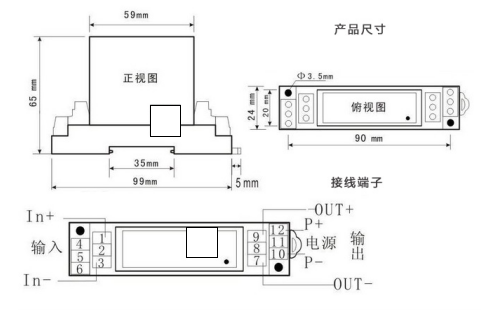 59mm
产品尺寸
正视图
65 mm
Φ3.5mm
24 mm
20 mm
俯视图
90 mm
35mm
99mm
5mm
接线端子
In+
OUT+
P+
输入
1
2
3
4
5
6
9
8
7
12
11
10
电源
输出
In-
P-
OUT-